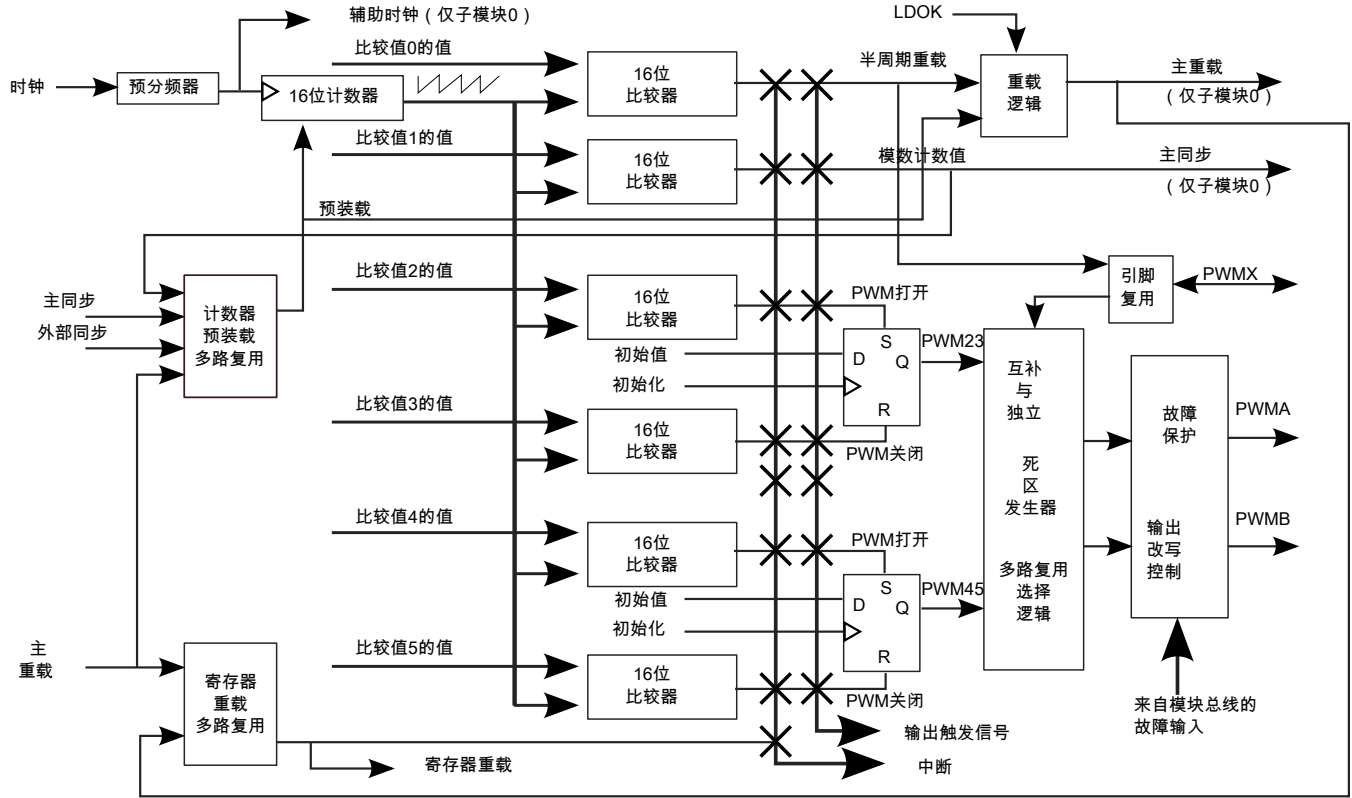 辅助时钟（仅子模块0）
LDOK
比较值0的值
时钟
预分频器
16位计数器
16位
比较器
半周期重载
重载
逻辑
主重载
（仅子模块0）
比较值1的值
16位
比较器
模数计数值
主同步
（仅子模块0）
预装载
主同步
外部同步
计数器
预装载
多路复用
比较值2的值
16位
比较器
PWM打开
引脚
复用
PWMX
初始值
初始化
D
S
Q
R
PWM23
比较值3的值
16位
比较器
PWM关闭
互补
与
独立
死
区
发生器
多路复用
选择
逻辑
故障
保护
输出
改写
控制
PWMA
PWMB
比较值4的值
16位
比较器
PWM打开
初始值
初始化
D
S
Q
R
PWM45
主
重载
寄存器
重载
多路复用
比较值5的值
16位
比较器
PWM关闭
来自模块总线的
故障输入
输出触发信号
寄存器重载
中断